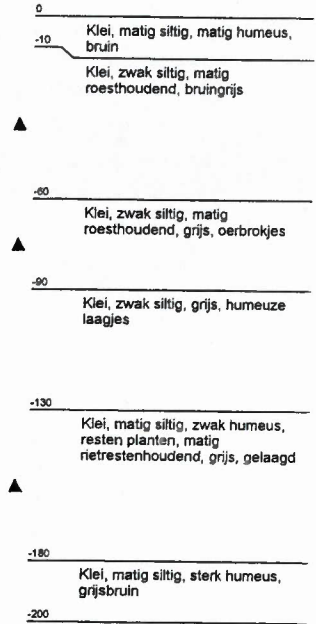 0
Klei, matig siltig, matig humeus,
bruin
-10
Klei, zwak siltig, matig
roesthoudend, bruingrijs
-60
Klei, zwak siltig, matig
roesthoudend, grijs, oerbrokjes
-90
Klei, zwak siltig, grijs, humeuze
laagjes
-130
Klei, matig siltig, zwak humeus,
resten planten, matig
rietrestenhoudend, grijs, gelaagd
-180
Klei, matig siltig, sterk humeus,
grijsbruin
-200